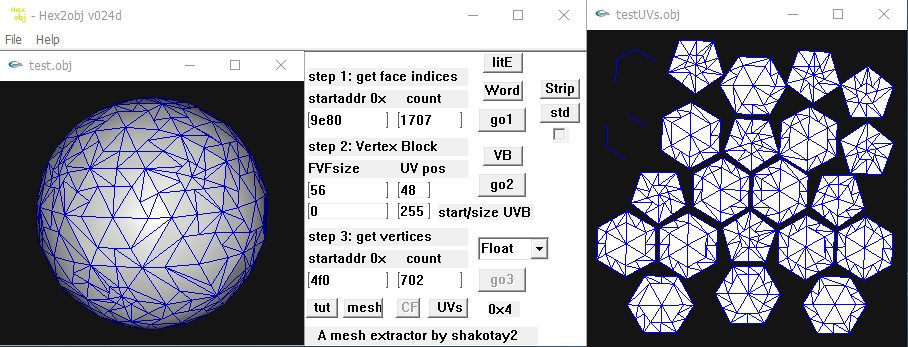 Hex
obj
- Hex2obj v024d
testUVs.obj
File Help
test.obj
litE
step 1: get face indices
Word
Strip
startaddr 0x count
9e80 1707
go1
std
step 2: Vertex Block
VB
FVFsize UV pos
56 48
go2
0 255 start/size UVB
step 3: get vertices
Float
startaddr 0x count
4f0 702
go3
tut mesh CF UVs 0x4
A mesh extractor by shakotay2